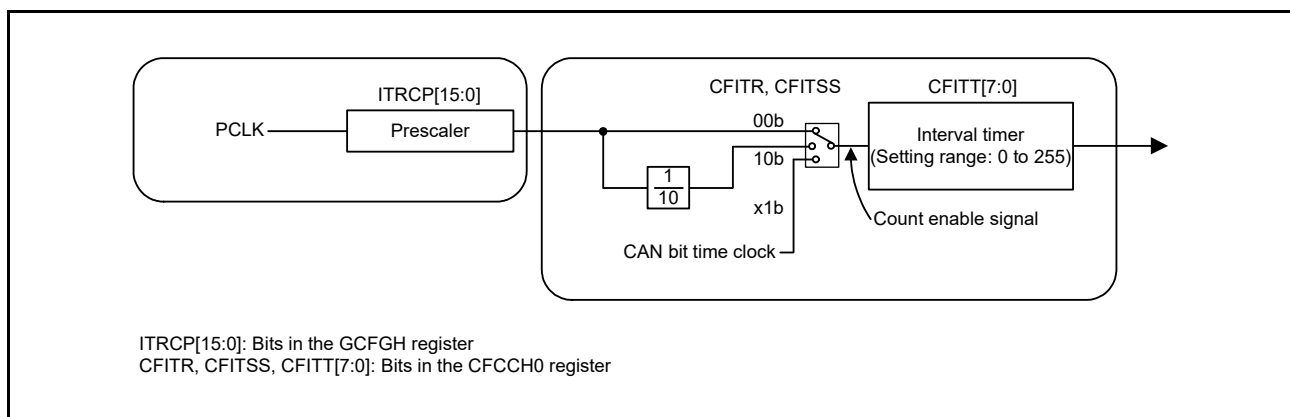 ITRCP[15:0]
PCLK
Prescaler
CFITR, CFITSS
00b
10b
x1b
1
10
CAN bit time clock
CFITT[7:0]
Interval timer
(Setting range: 0 to 255)
Count enable signal
ITRCP[15:0]: Bits in the GCFGH register
CFITR, CFITSS, CFITT[7:0]: Bits in the CFCCH0 register